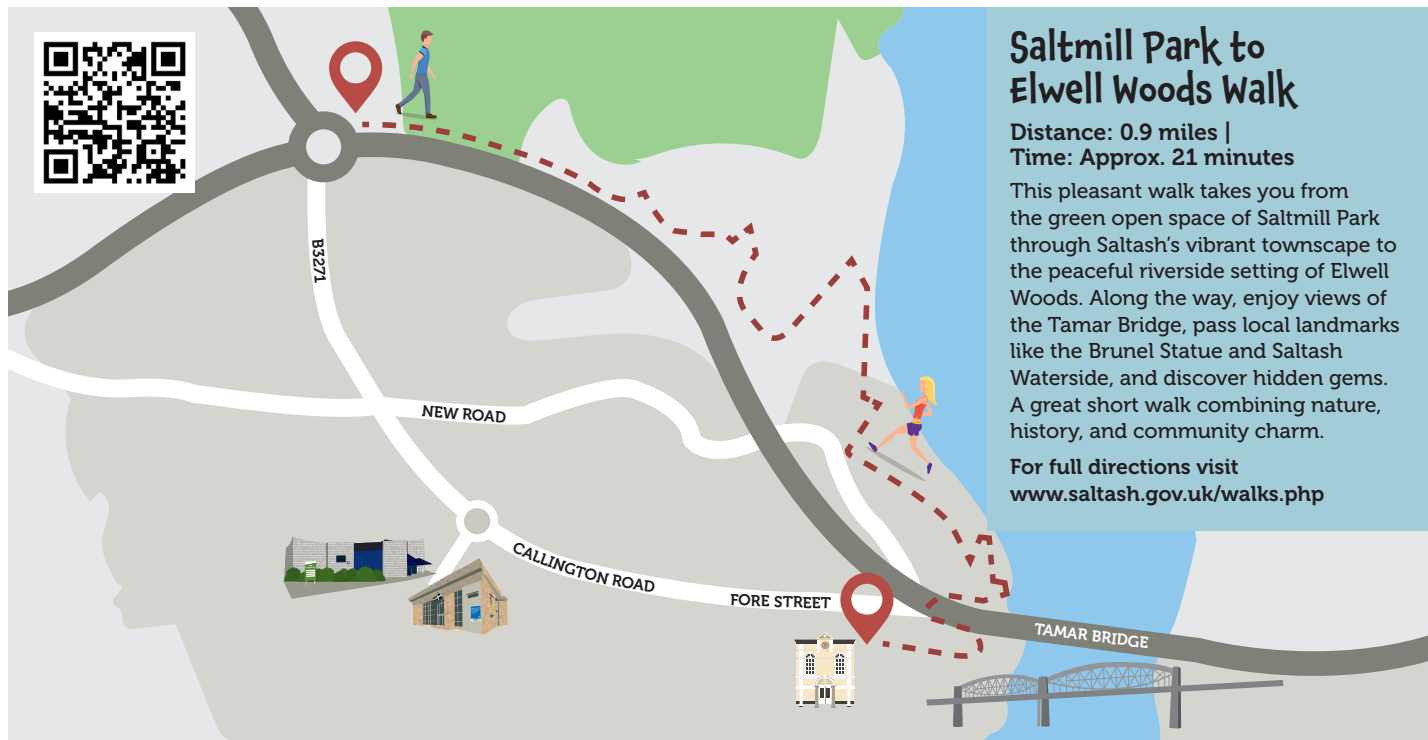 Saltmill Park to
Elwell Woods Walk
Distance: 0.9 miles |
Time: Approx. 21 minutes
This pleasant walk takes you from
the green open space of Saltmill Park
through Saltash's vibrant townscape to
the peaceful riverside setting of Elwell
Woods. Along the way, enjoy views of
the Tamar Bridge, pass local landmarks
like the Brunel Statue and Saltash
Waterside, and discover hidden gems.
A great short walk combining nature,
history, and community charm.
For full directions visit
www.saltash.gov.uk/walks.php
B3271
NEW ROAD
CALLINGTON ROAD
FORE STREET
TAMAR BRIDGE